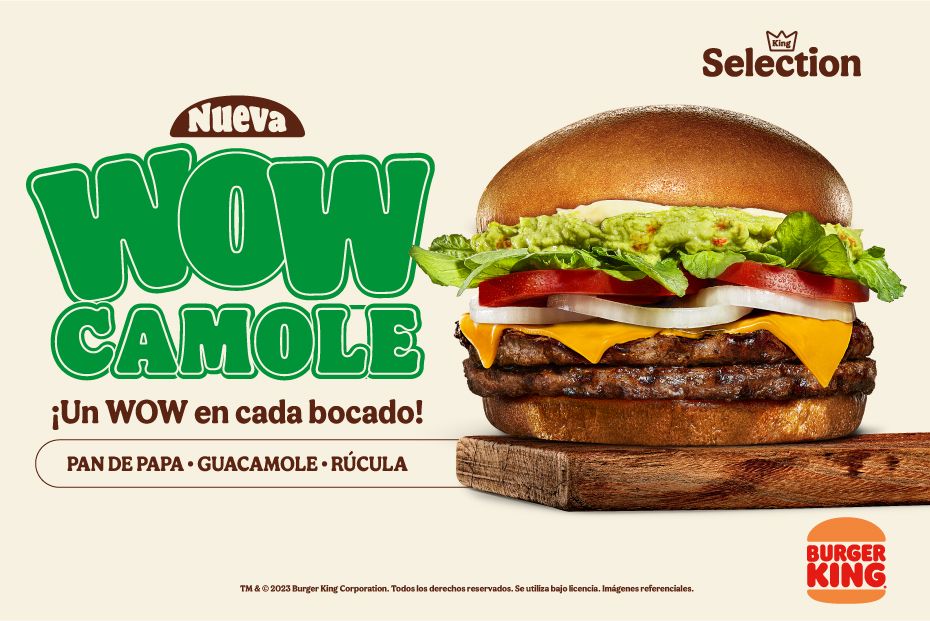 King
Selection
Nueva
WOW
CAMOLE
¡Un WOW en cada bocado!
PAN DE PAPA • GUACAMOLE • RÚCULA
BURGER
KING
TM & © 2023 Burger King Corporation. Todos los derechos reservados. Se utiliza bajo licencia. Imágenes referenciales.